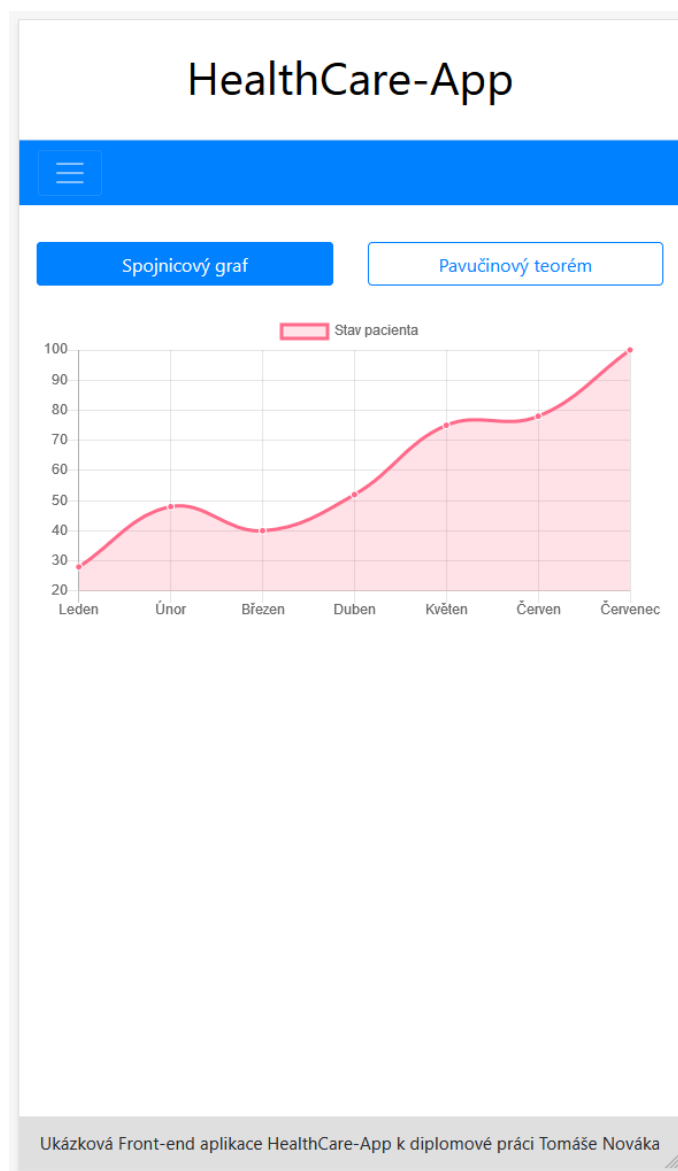 HealthCare-App
Spojnicový graf
Pavučinový teorém
Stav pacienta
100
90
80
70
60
50
40
30
20
Leden Únor Březen Duben Květen Červen Červenec
Ukázková Front-end aplikace HealthCare-App k diplomové práci Tomáše Nováka